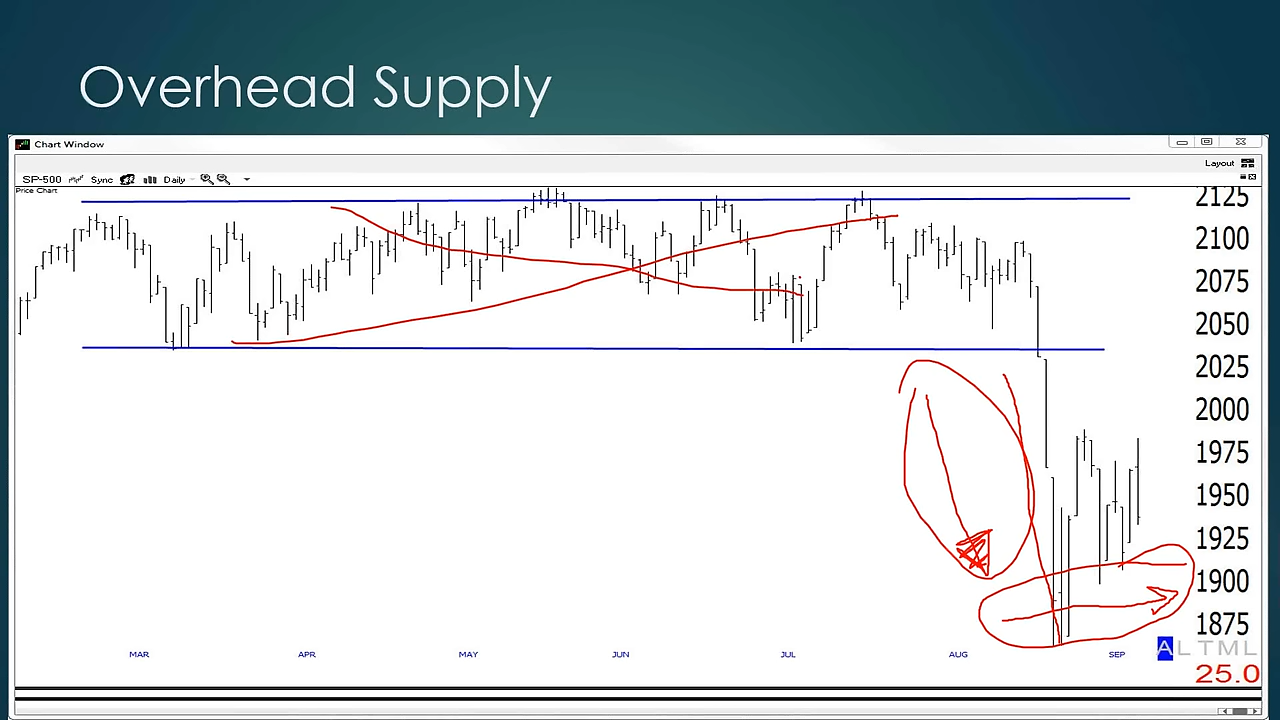 Overhead Supply
Chart Window
Layout
SP-500 Sync Daily
Price Chart
2125
2100
2075
2050
2025
2000
1975
1950
1925
1900
1875
MAR APR MAY JUN JUL AUG SEP
A L T M L
25.0